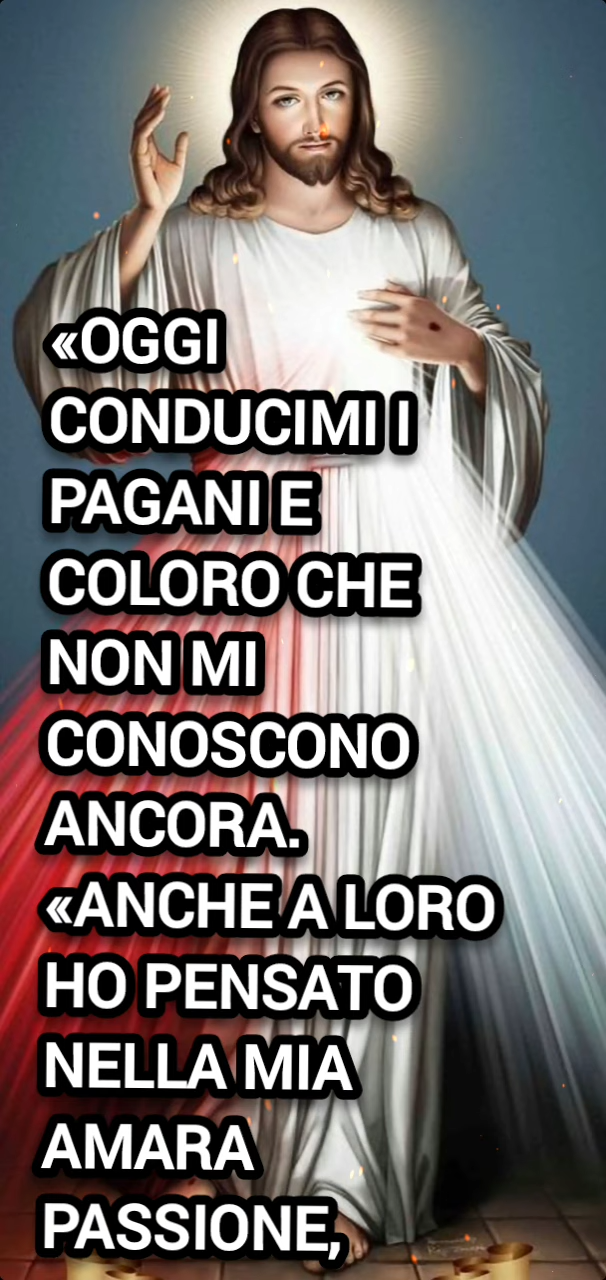 «OGGI
CONDUCIMI I
PAGANI E
COLORO CHE
NON MI
CONOSCONO
ANCORA.
«ANCHE A LORO
HO PENSATO
NELLA MIA
AMARA
PASSIONE,